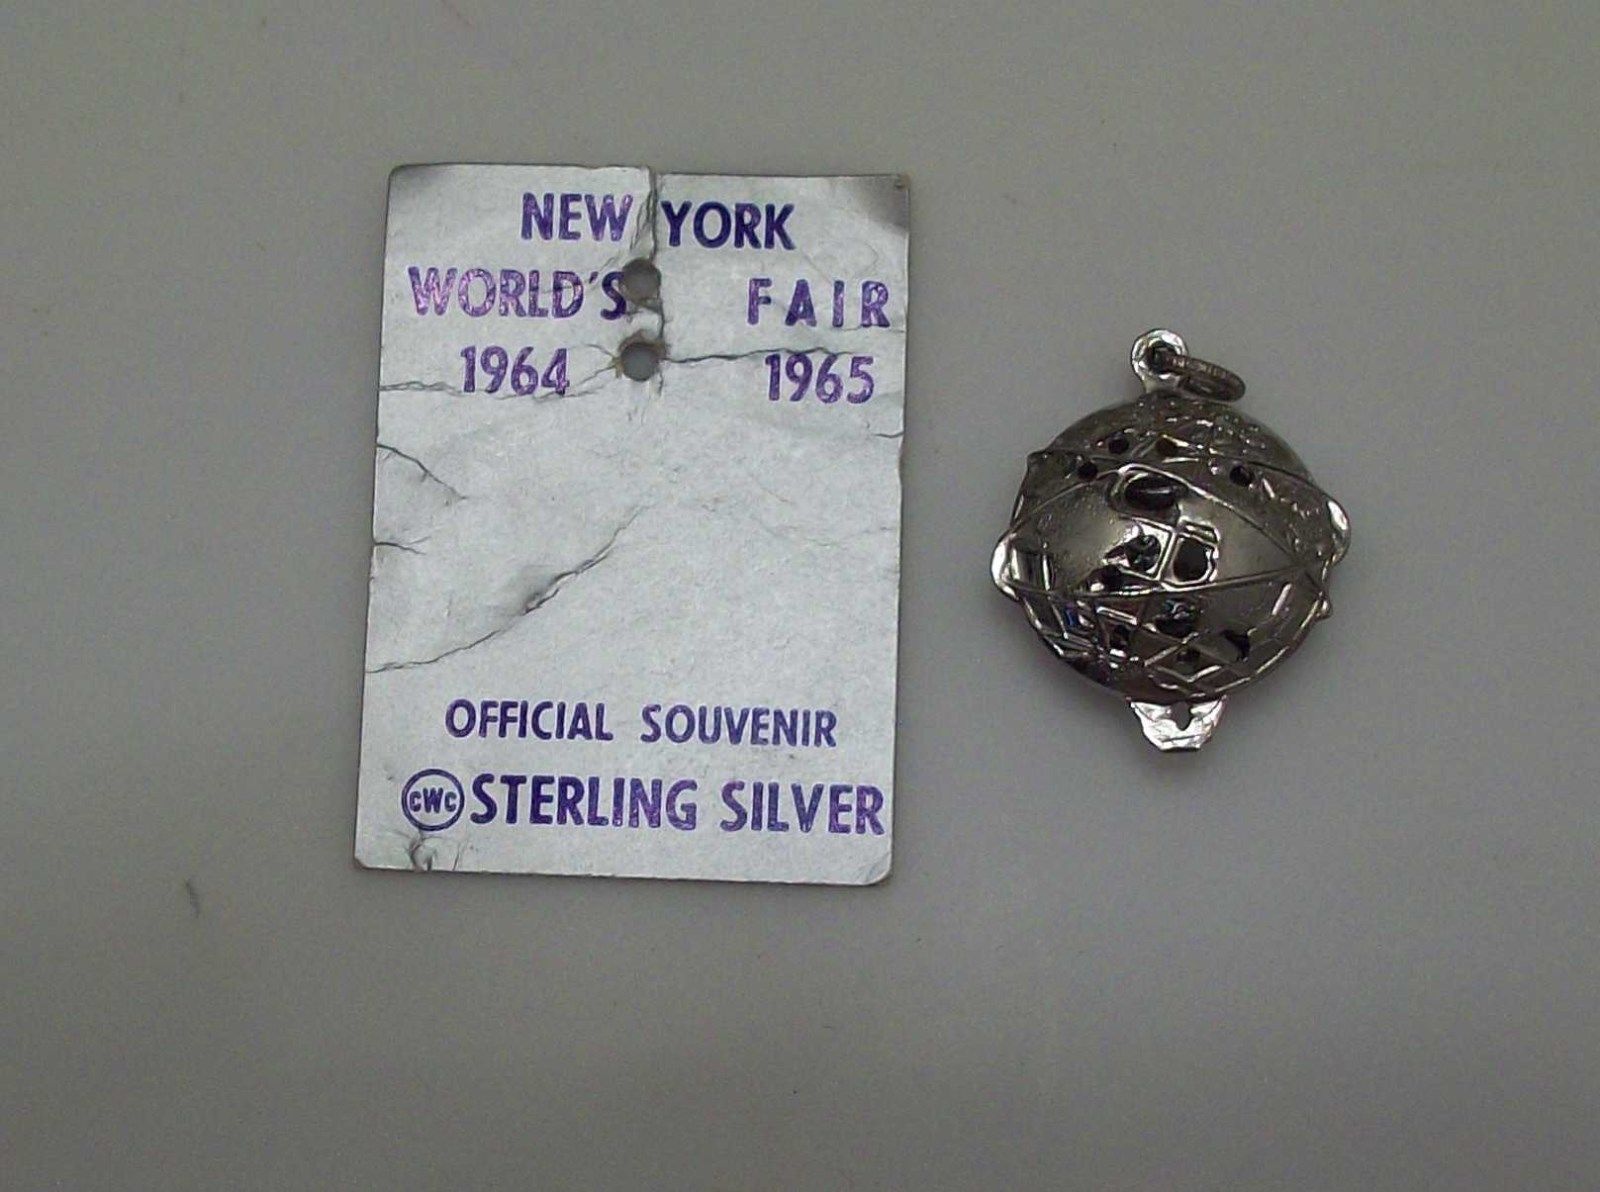 NEW YORK
WORLD'S FAIR
1964 1965
OFFICIAL SOUVENIR
CWC STERLING SILVER